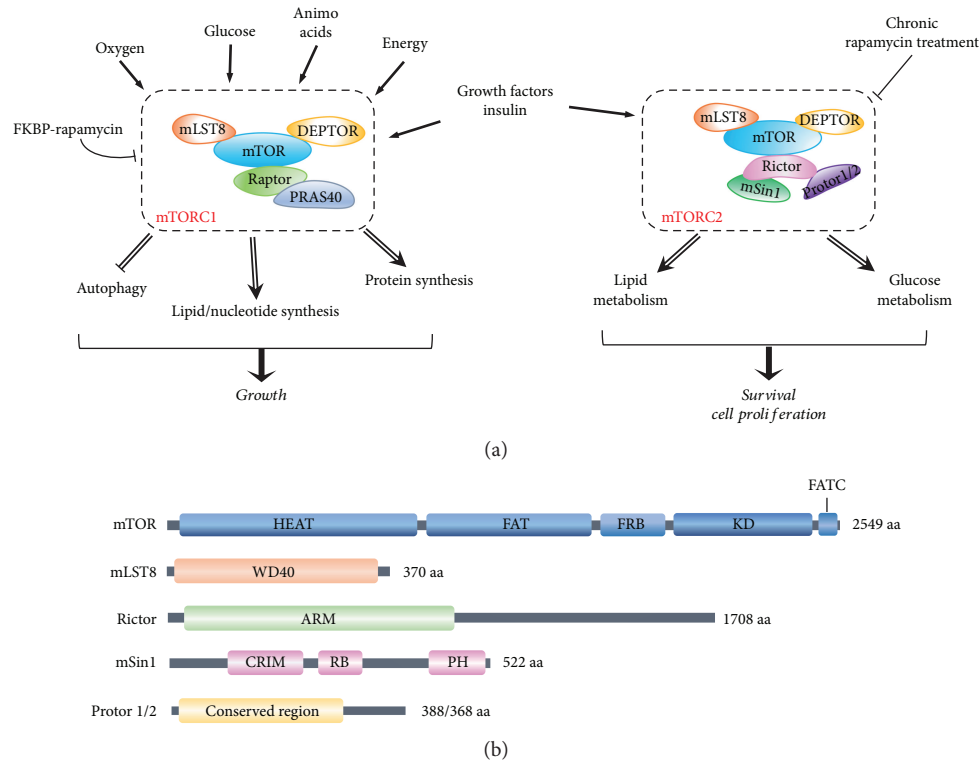 Oxygen
Glucose
Animo
acids
Energy
FKBP-rapamycin
mLST8
DEPTOR
mTOR
Raptor
PRAS40
mTORC1
Autophagy
Lipid/nucleotide synthesis
Protein synthesis
Growth
Growth factors
insulin
Chronic
rapamycin treatment
mLST8
DEPTOR
mTOR
Rictor
mSin1
Protor1/2
mTORC2
Lipid
metabolism
Glucose
metabolism
Survival
cell proliferation
(a)
FATC
mTOR HEAT FAT FRB KD 2549 aa
mLST8 WD40 370 aa
Rictor ARM 1708 aa
mSin1 CRIM RB PH 522 aa
Protor 1/2 Conserved region 388/368 aa
(b)